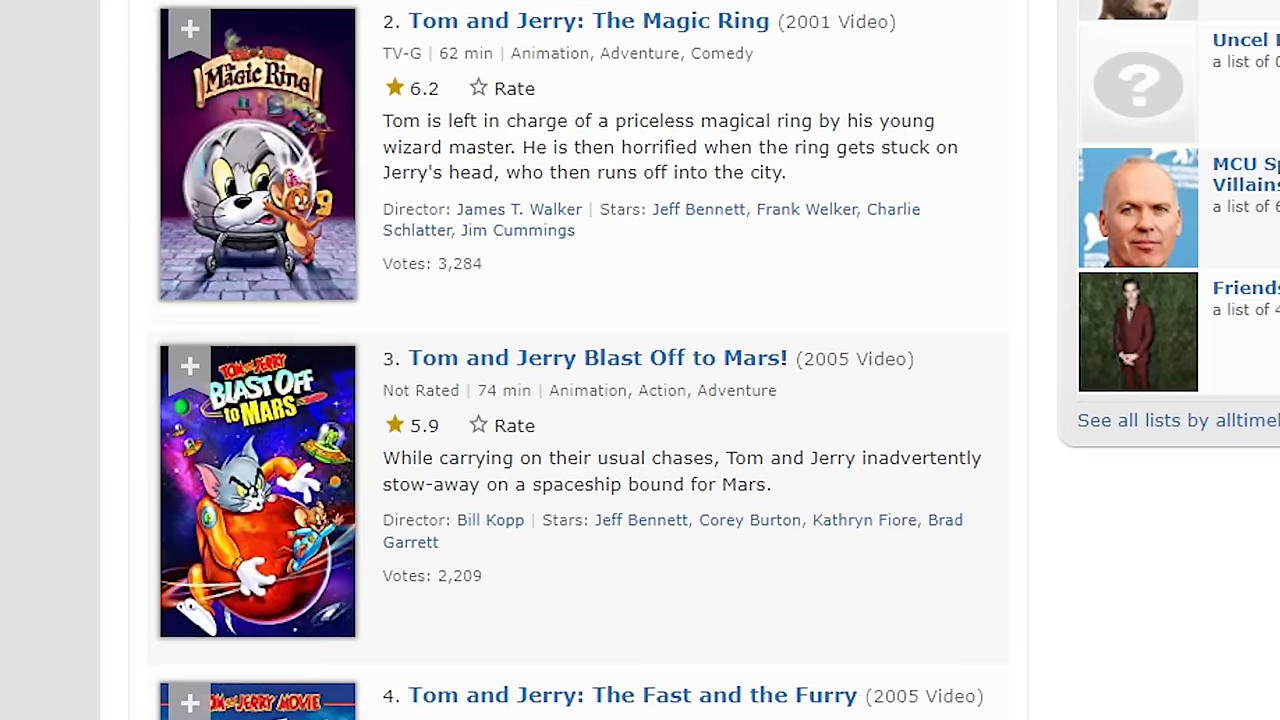 2. Tom and Jerry: The Magic Ring (2001 Video)
TV-G | 62 min | Animation, Adventure, Comedy
6.2 Rate
Tom is left in charge of a priceless magical ring by his young
wizard master. He is then horrified when the ring gets stuck on
Jerry's head, who then runs off into the city.
Director: James T. Walker | Stars: Jeff Bennett, Frank Welker, Charlie
Schlatter, Jim Cummings
Votes: 3,284
The
Magic Ring
3. Tom and Jerry Blast Off to Mars! (2005 Video)
Not Rated | 74 min | Animation, Action, Adventure
5.9 Rate
While carrying on their usual chases, Tom and Jerry inadvertently
stow-away on a spaceship bound for Mars.
Director: Bill Kopp | Stars: Jeff Bennett, Corey Burton, Kathryn Fiore, Brad
Garrett
Votes: 2,209
TOM and JERRY
BLAST OFF
to MARS
4. Tom and Jerry: The Fast and the Furry (2005 Video)
TOM and JERRY MOVIE
Uncel
a list of
?
MCU Sp
Villains
a list of 6
Friends
a list of 4
See all lists by alltime